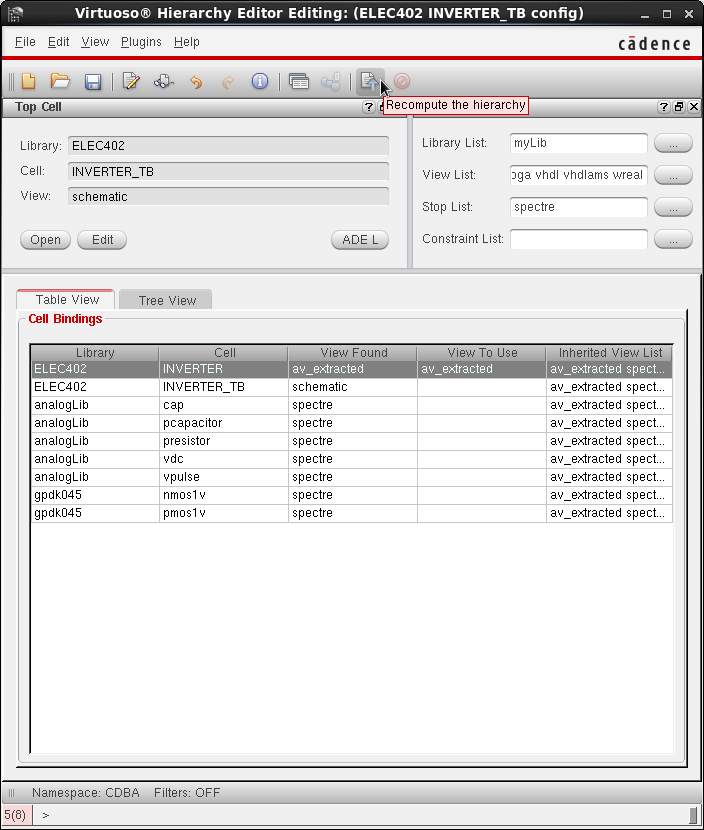 Virtuoso® Hierarchy Editor Editing: (ELEC402 INVERTER_TB config)
File Edit View Plugins Help cādence
Recompute the hierarchy
Top Cell
Library: ELEC402
Cell: INVERTER_TB
View: schematic
Open Edit ADE L
Library List: myLib ...
View List: oga vhdl vhdlams wreal ...
Stop List: spectre ...
Constraint List: ...
Table View Tree View
Cell Bindings
Library Cell View Found View To Use Inherited View List
ELEC402 INVERTER av_extracted av_extracted av_extracted spect...
ELEC402 INVERTER_TB schematic av_extracted spect...
analogLib cap spectre av_extracted spect...
analogLib pcapacitor spectre av_extracted spect...
analogLib presistor spectre av_extracted spect...
analogLib vdc spectre av_extracted spect...
analogLib vpulse spectre av_extracted spect...
gpdk045 nmos1v spectre av_extracted spect...
gpdk045 pmos1v spectre av_extracted spect...
Namespace: CDBA Filters: OFF
5(8) >